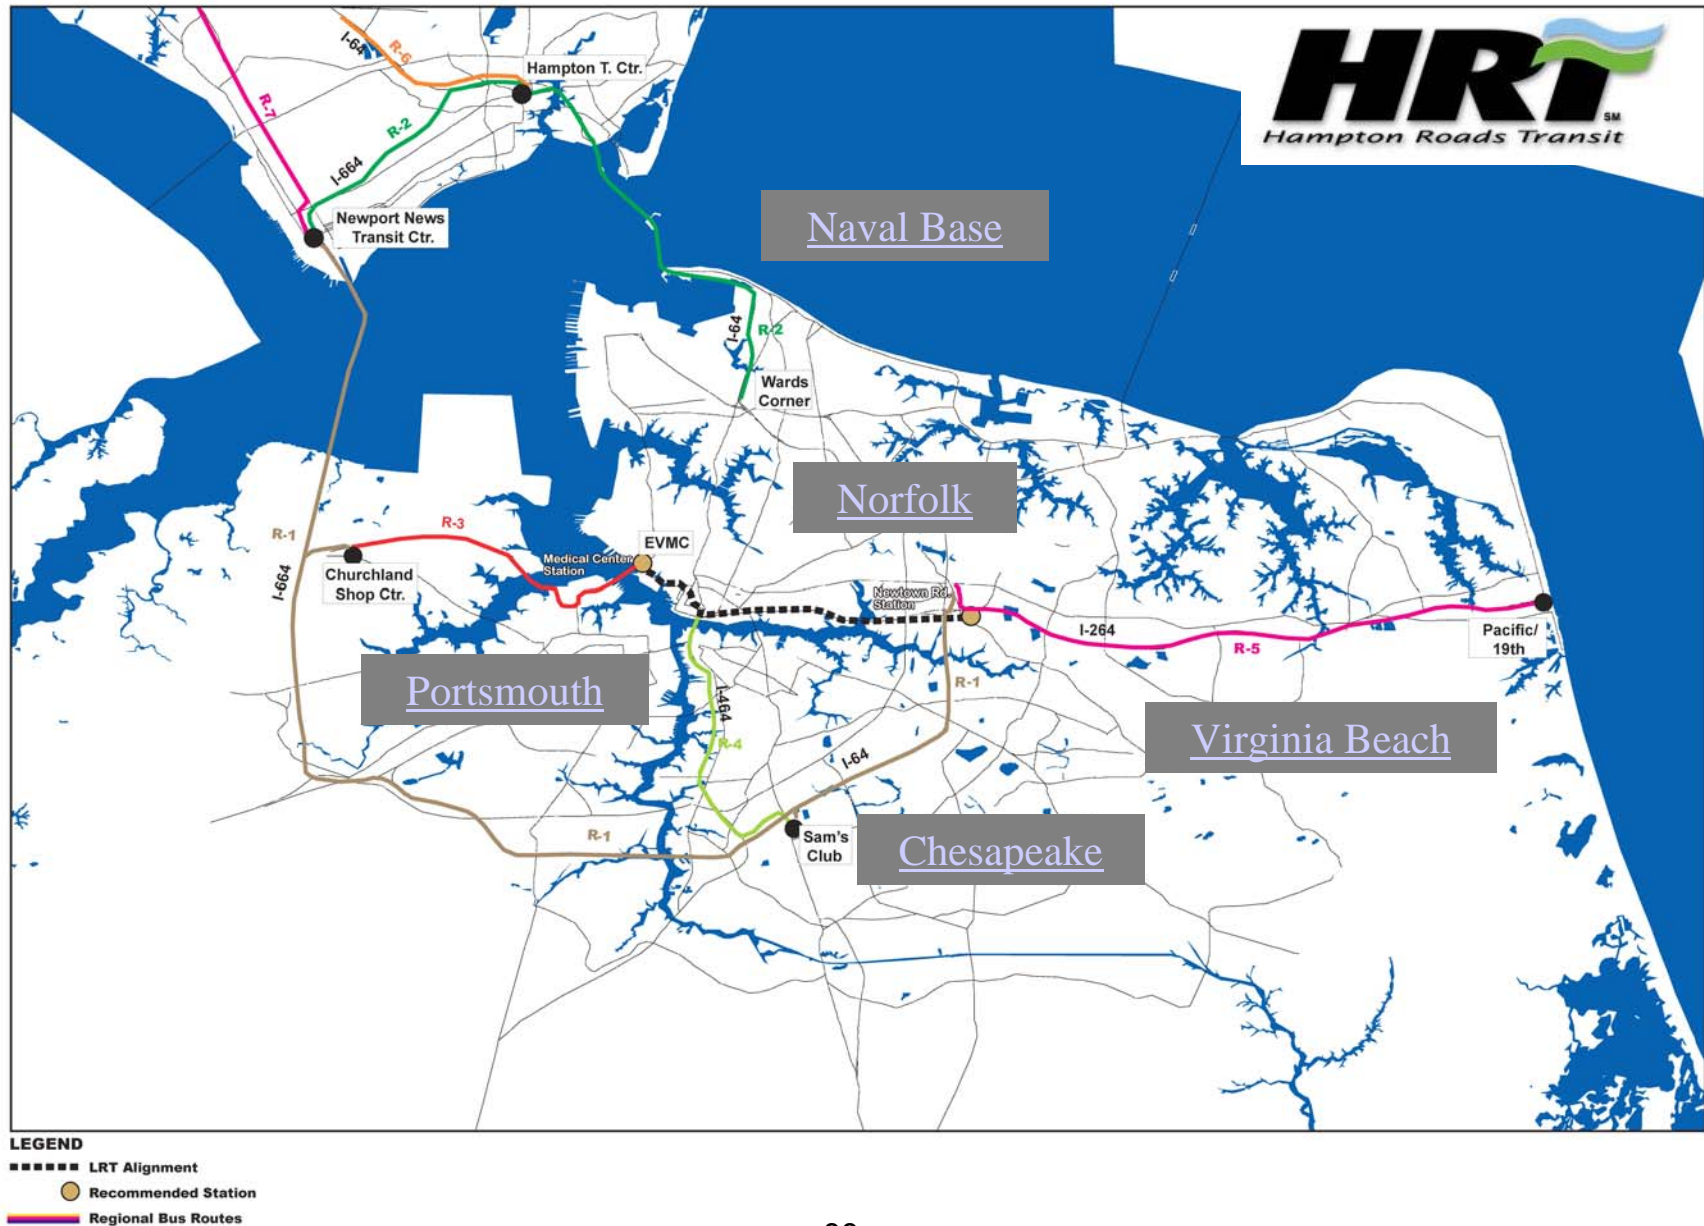 HRT
SM
Hampton Roads Transit
I-64
R-6
Hampton T. Ctr.
R-7
R-2
I-664
Newport News
Transit Ctr.
Naval Base
I-64
R-2
Wards
Corner
Norfolk
R-1
R-3
EVMC
Medical Center
Station
Churchland
Shop Ctr.
I-664
Newtown Rd.
Station
I-264
R-5
Pacific/
19th
Portsmouth
R-1
I-464
R-4
Virginia Beach
I-64
R-1
Sam's
Club
Chesapeake
LEGEND
LRT Alignment
Recommended Station
Regional Bus Routes